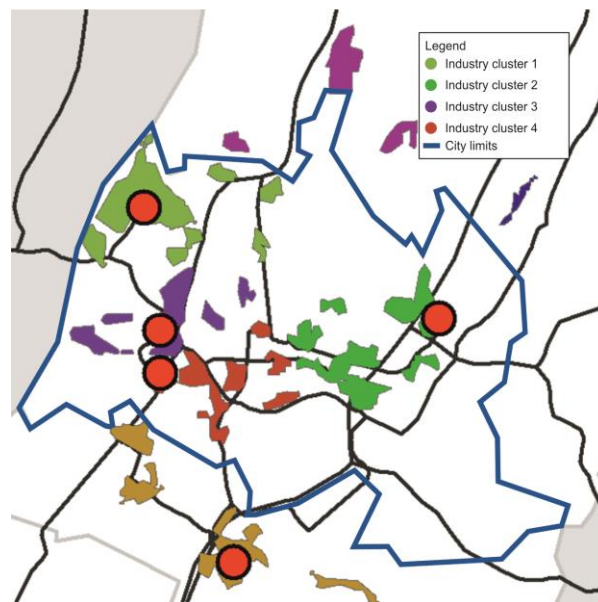 Legend
Industry cluster 1
Industry cluster 2
Industry cluster 3
Industry cluster 4
City limits